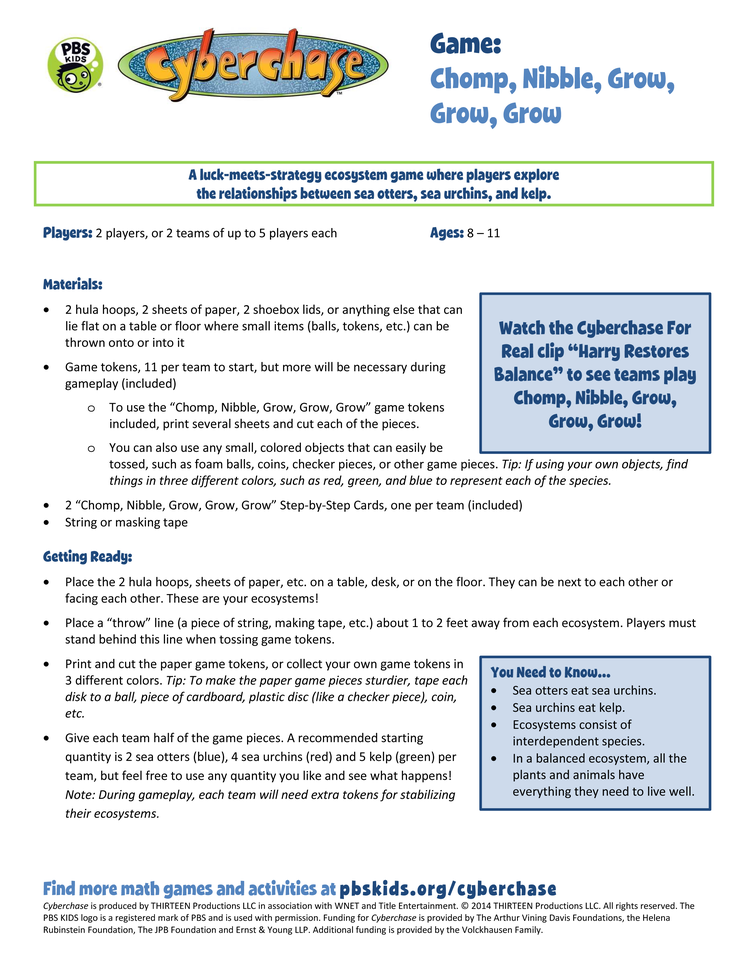 PBS
KIDS
®
Cyberchase
™
Game:
Chomp, Nibble, Grow,
Grow, Grow
A luck-meets-strategy ecosystem game where players explore
the relationships between sea otters, sea urchins, and kelp.
Players: 2 players, or 2 teams of up to 5 players each
Ages: 8 – 11
Materials:
• 2 hula hoops, 2 sheets of paper, 2 shoebox lids, or anything else that can
lie flat on a table or floor where small items (balls, tokens, etc.) can be
thrown onto or into it
• Game tokens, 11 per team to start, but more will be necessary during
gameplay (included)
o To use the “Chomp, Nibble, Grow, Grow, Grow” game tokens
included, print several sheets and cut each of the pieces.
o You can also use any small, colored objects that can easily be
tossed, such as foam balls, coins, checker pieces, or other game pieces. Tip: If using your own objects, find
things in three different colors, such as red, green, and blue to represent each of the species.
• 2 “Chomp, Nibble, Grow, Grow, Grow” Step-by-Step Cards, one per team (included)
• String or masking tape
Watch the Cyberchase For
Real clip “Harry Restores
Balance” to see teams play
Chomp, Nibble, Grow,
Grow, Grow!
Getting Ready:
• Place the 2 hula hoops, sheets of paper, etc. on a table, desk, or on the floor. They can be next to each other or
facing each other. These are your ecosystems!
• Place a “throw” line (a piece of string, making tape, etc.) about 1 to 2 feet away from each ecosystem. Players must
stand behind this line when tossing game tokens.
• Print and cut the paper game tokens, or collect your own game tokens in
3 different colors. Tip: To make the paper game pieces sturdier, tape each
disk to a ball, piece of cardboard, plastic disc (like a checker piece), coin,
etc.
• Give each team half of the game pieces. A recommended starting
quantity is 2 sea otters (blue), 4 sea urchins (red) and 5 kelp (green) per
team, but feel free to use any quantity you like and see what happens!
Note: During gameplay, each team will need extra tokens for stabilizing
their ecosystems.
You Need to Know...
• Sea otters eat sea urchins.
• Sea urchins eat kelp.
• Ecosystems consist of
interdependent species.
• In a balanced ecosystem, all the
plants and animals have
everything they need to live well.
Find more math games and activities at pbskids.org/cyberchase
Cyberchase is produced by THIRTEEN Productions LLC in association with WNET and Title Entertainment. © 2014 THIRTEEN Productions LLC. All rights reserved. The
PBS KIDS logo is a registered mark of PBS and is used with permission. Funding for Cyberchase is provided by The Arthur Vining Davis Foundations, the Helena
Rubinstein Foundation, The JPB Foundation and Ernst & Young LLP. Additional funding is provided by the Volckhausen Family.